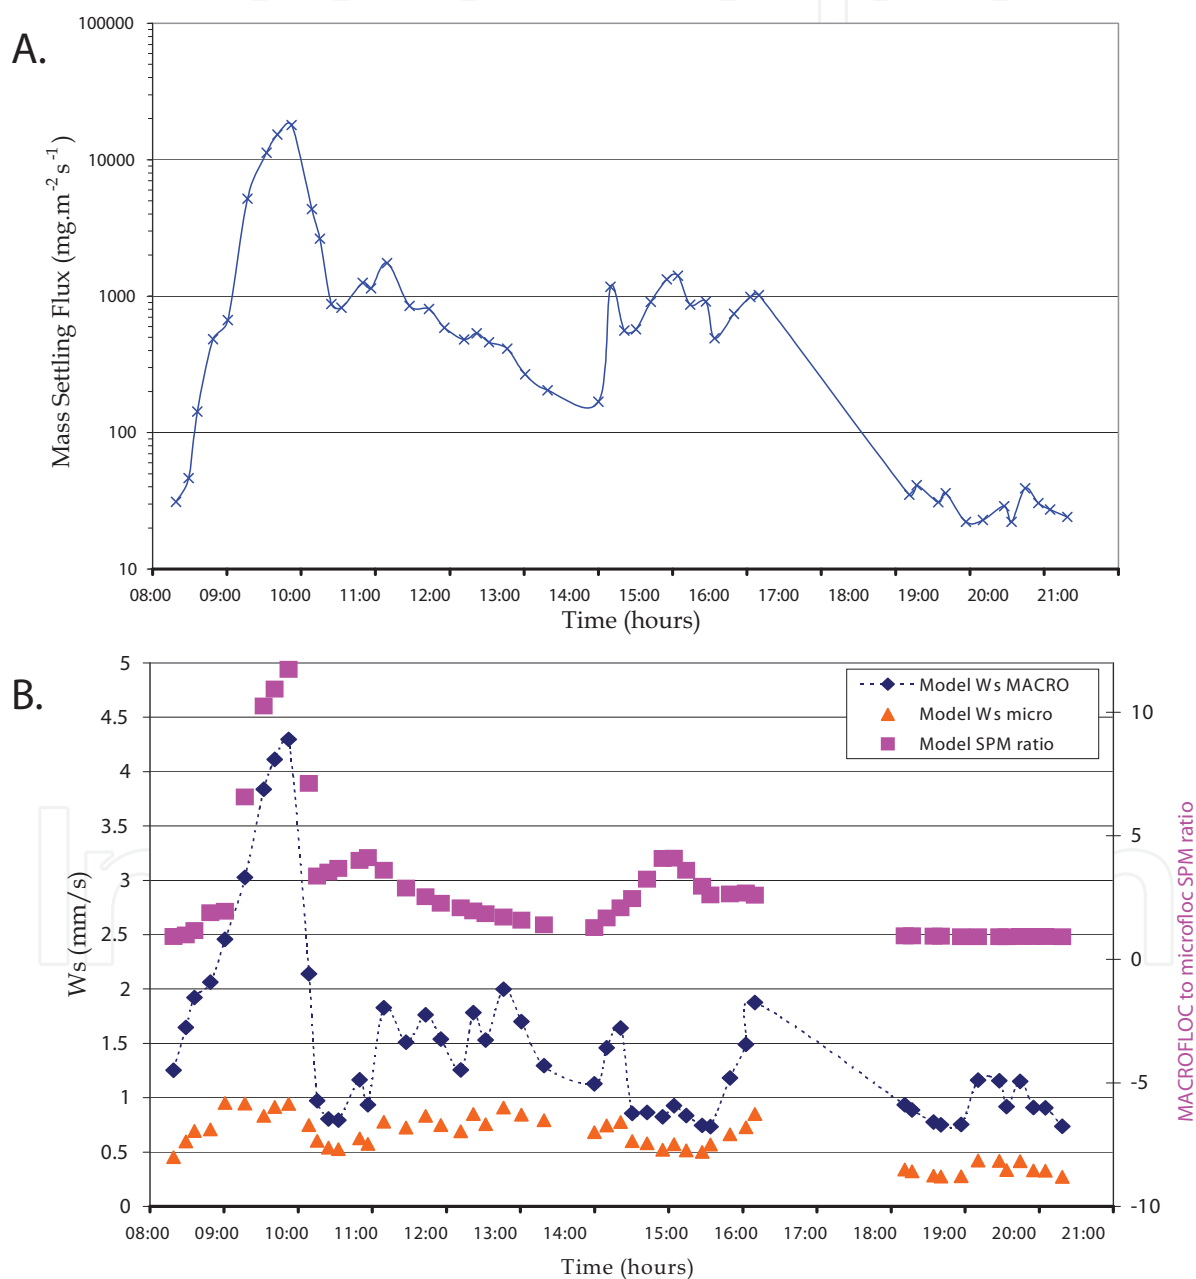 A.
100000
10000
1000
100
10
Mass Settling Flux (mg.m-2 s-1)
08:00 09:00 10:00 11:00 12:00 13:00 14:00 15:00 16:00 17:00 18:00 19:00 20:00 21:00
Time (hours)
B.
5
4.5
4
3.5
3
2.5
2
1.5
1
0.5
0
Ws (mm/s)
Model Ws MACRO
Model Ws micro
Model SPM ratio
10
5
0
-5
-10
MACROFLOC to microfloc SPM ratio
08:00 09:00 10:00 11:00 12:00 13:00 14:00 15:00 16:00 17:00 18:00 19:00 20:00 21:00
Time (hours)